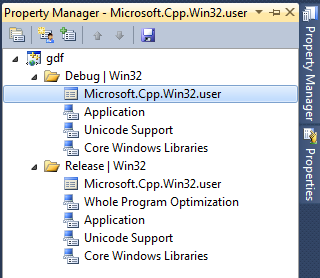 Property Manager - Microsoft.Cpp.Win32.user
gdf
Debug | Win32
Microsoft.Cpp.Win32.user
Application
Unicode Support
Core Windows Libraries
Release | Win32
Microsoft.Cpp.Win32.user
Whole Program Optimization
Application
Unicode Support
Core Windows Libraries
Property Manager
Properties